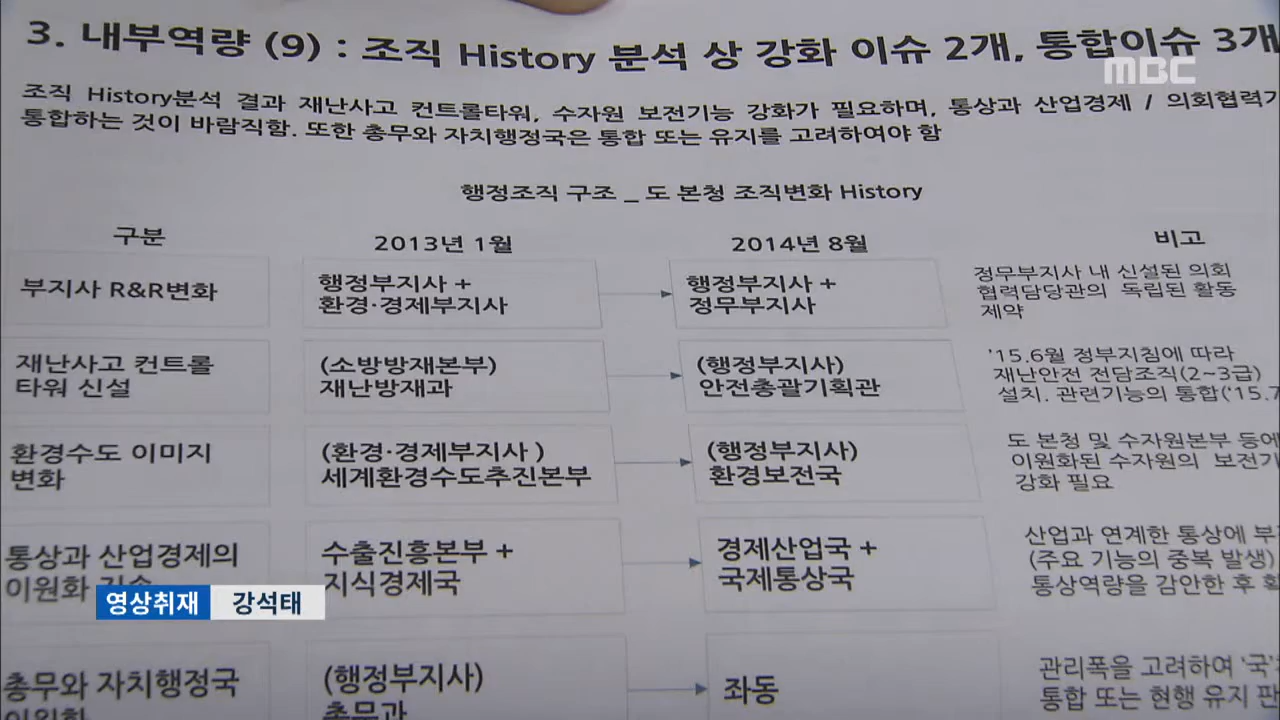 3. 내부역량 (9) : 조직 History 분석 상 강화 이슈 2개, 통합이슈 3개
MBC
조직 History분석 결과 재난사고 컨트롤타워, 수자원 보전기능 강화가 필요하며, 통상과 산업경제 / 의회협력기
통합하는 것이 바람직함. 또한 총무와 자치행정국은 통합 또는 유지를 고려하여야 함
행정조직 구조 _ 도 본청 조직변화 History
구분
2013년 1월
2014년 8월
비고
부지사 R&R변화
행정부지사 +
환경·경제부지사
행정부지사 +
정무부지사
정무부지사 내 신설된 의회
협력담당관의 독립된 활동
제약
재난사고 컨트롤
타워 신설
(소방방재본부)
재난방재과
(행정부지사)
안전총괄기획관
'15.6월 정부지침에 따라
재난안전 전담조직(2~3급)
설치. 관련기능의 통합('15.7
환경수도 이미지
변화
(환경·경제부지사 )
세계환경수도추진본부
(행정부지사)
환경보전국
도 본청 및 수자원본부 등에
이원화된 수자원의 보전기
강화 필요
통상과 산업경제의
이원화
수출진흥본부 +
지식경제국
경제산업국 +
국제통상국
산업과 연계한 통상에 부
(주요 기능의 중복 발생)
통상역량을 감안한 후
영상취재 강석태
총무와 자치행정국
이원화
(행정부지사)
총무과
좌동
관리폭을 고려하여 '국'
통합 또는 현행 유지 판